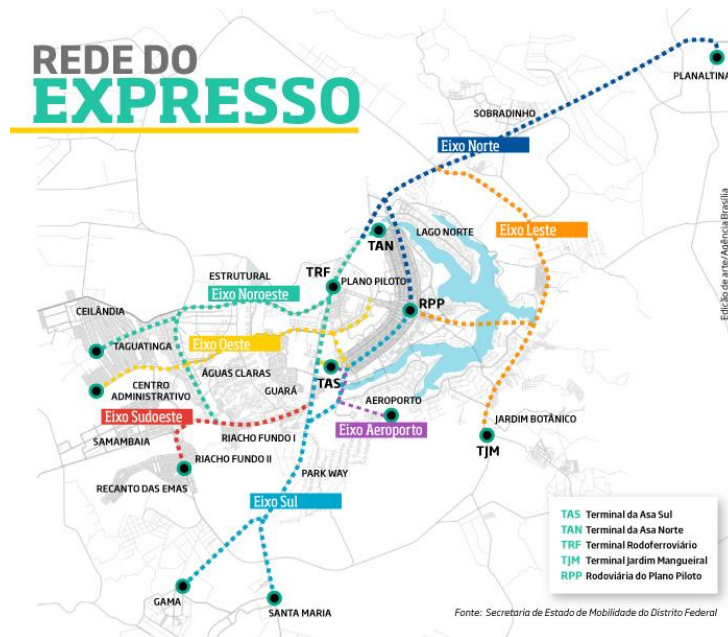 REDE DO
EXPRESSO
PLANALTINA
SOBRADINHO
Eixo Norte
Edição de arte/Agência Brasília
LAGO NORTE
Eixo Leste
TAN
TRF
ESTRUTURAL
PLANO PILOTO
Eixo Noroeste
RPP
CEILÂNDIA
TAGUATINGA
Eixo Oeste
ÁGUAS CLARAS
TAS
CENTRO
ADMINISTRATIVO
GUARÁ
AEROPORTO
Eixo Sudoeste
JARDIM BOTÂNICO
Eixo Aeroporto
SAMAMBAIA
RIACHO FUNDO I
TJM
RIACHO FUNDO II
PARK WAY
RECANTO DAS EMAS
Eixo Sul
TAS Terminal da Asa Sul
TAN Terminal da Asa Norte
TRF Terminal Rodoferroviário
TJM Terminal Jardim Mangueiral
RPP Rodoviária do Plano Piloto
GAMA
SANTA MARIA
Fonte: Secretaria de Estado de Mobilidade do Distrito Federal